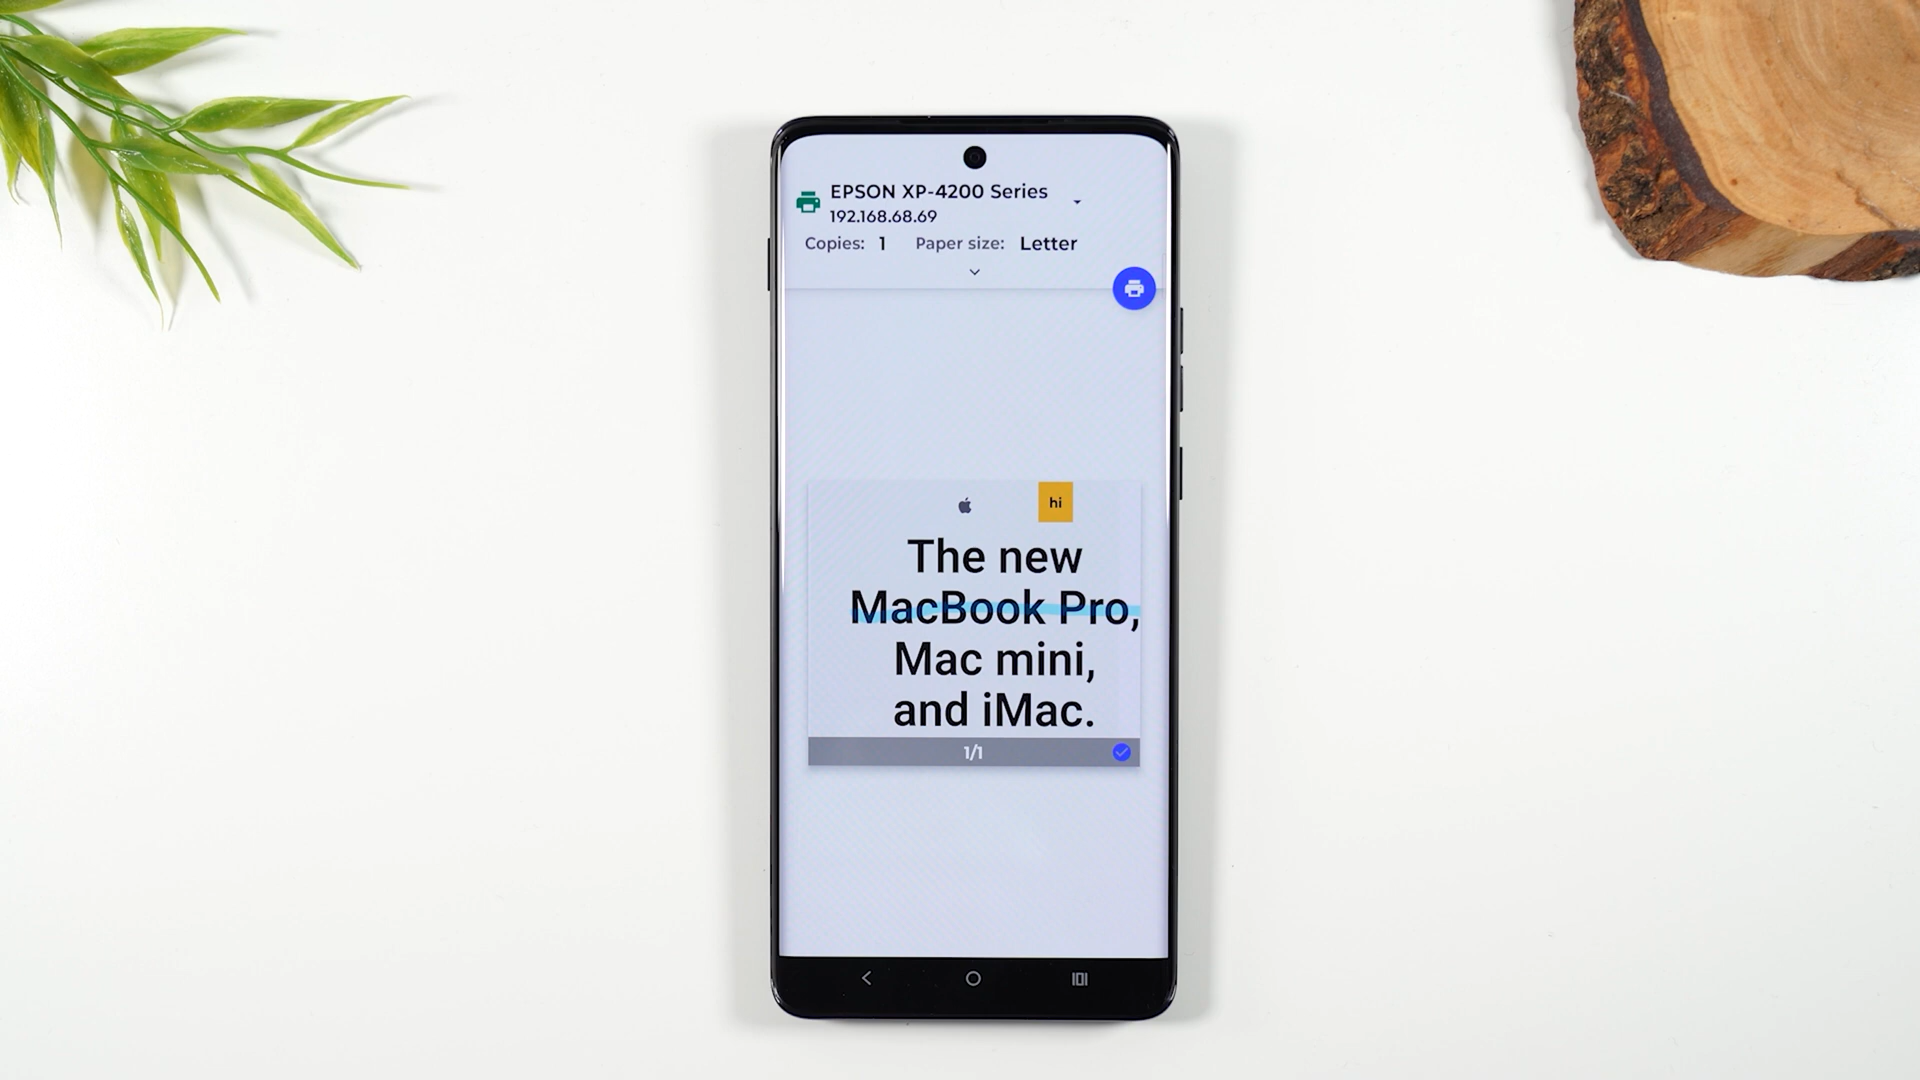 EPSON XP-4200 Series
192.168.68.69
Copies: 1 Paper size: Letter
hi
The new
MacBook Pro,
Mac mini,
and iMac.
1/1